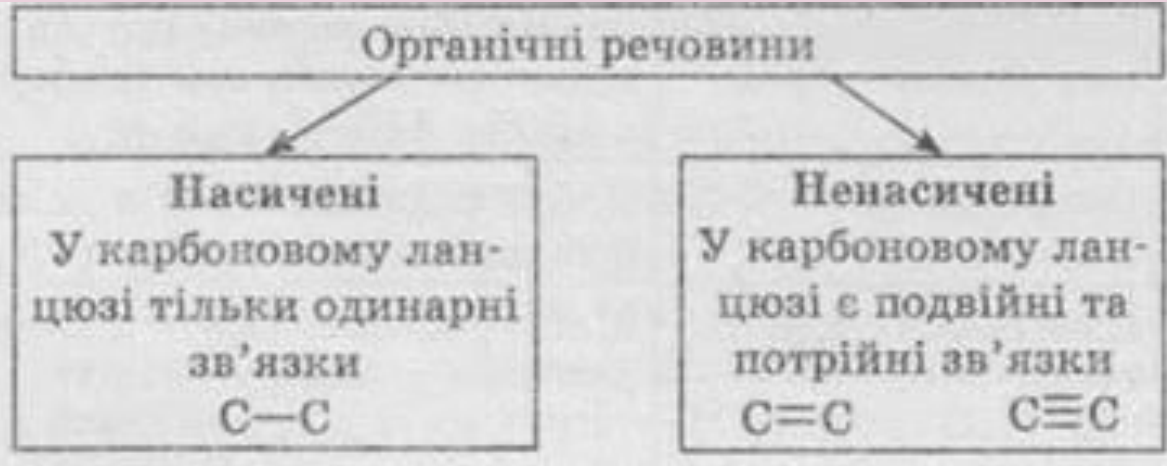 Органічні речовини
Насичені
У карбоновому лан-
цюзі тільки одинарні
зв’язки
C—C
Ненасичені
У карбоновому лан-
цюзі є подвійні та
потрійні зв’язки
C=C C≡C